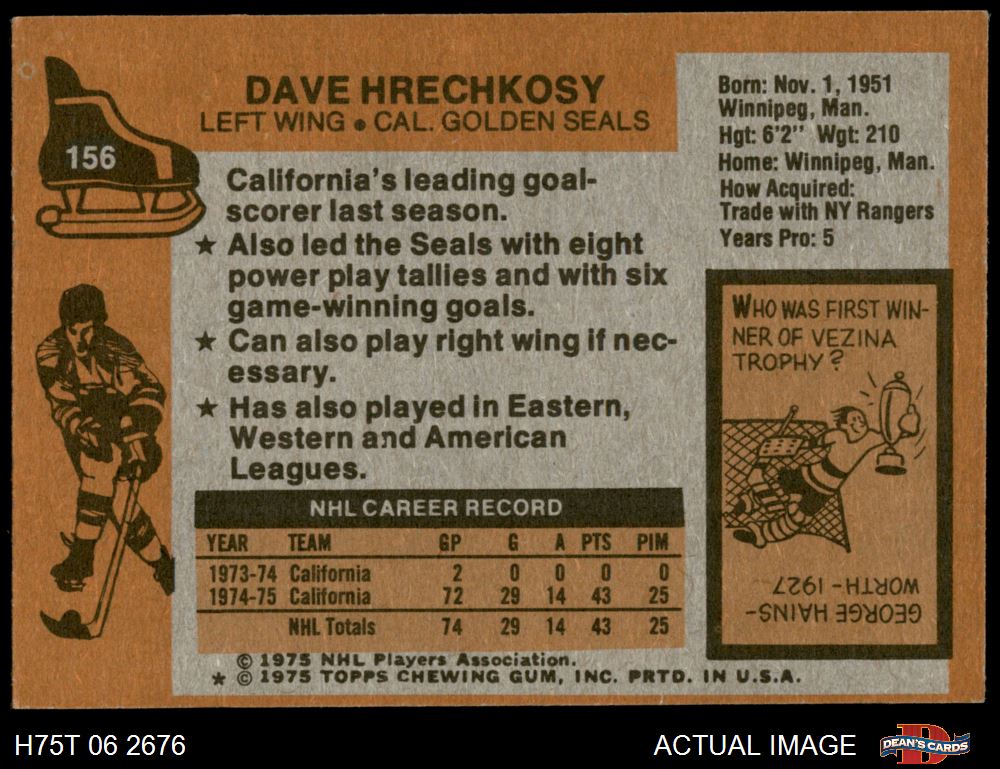 156
DAVE HRECHKOSY
LEFT WING • CAL. GOLDEN SEALS
California's leading goal-
scorer last season.
★ Also led the Seals with eight
power play tallies and with six
game-winning goals.
★ Can also play right wing if nec-
essary.
★ Has also played in Eastern,
Western and American
Leagues.
NHL CAREER RECORD
YEAR TEAM GP G A PTS PIM
1973-74 California 2 0 0 0 0
1974-75 California 72 29 14 43 25
NHL Totals 74 29 14 43 25
© 1975 NHL Players Association.
★ © 1975 TOPPS CHEWING GUM, INC. PRTD. IN U.S.A.
Born: Nov. 1, 1951
Winnipeg, Man.
Hgt: 6'2" Wgt: 210
Home: Winnipeg, Man.
How Acquired:
Trade with NY Rangers
Years Pro: 5
WHO WAS FIRST WIN-
NER OF VEZINA
TROPHY?
GEORGE HAINS-
WORTH - 1927
H75T 06 2676
ACTUAL IMAGE
D
DEAN'S CARDS